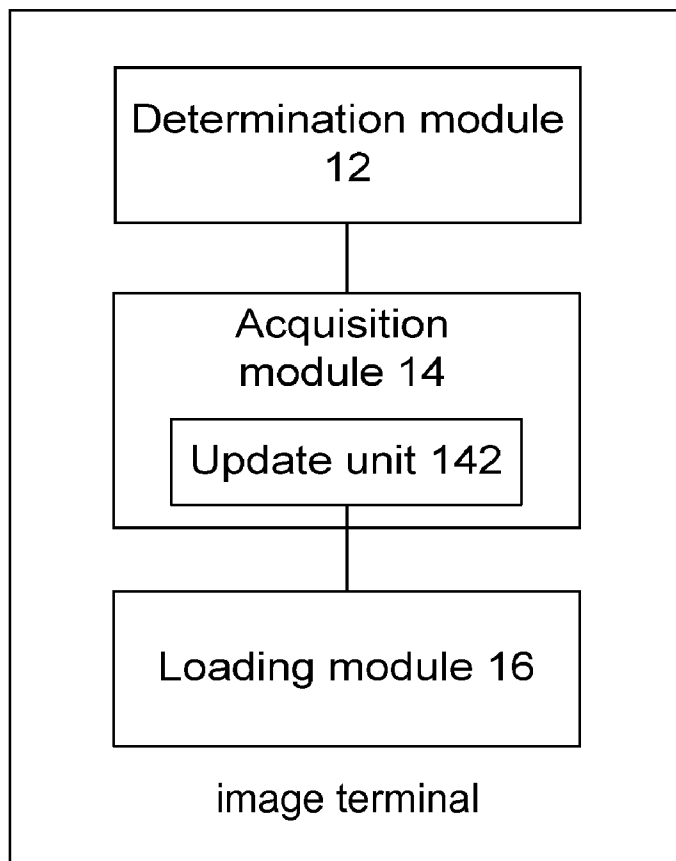 Determination module
12
Acquisition
module 14
Update unit 142
Loading module 16
image terminal